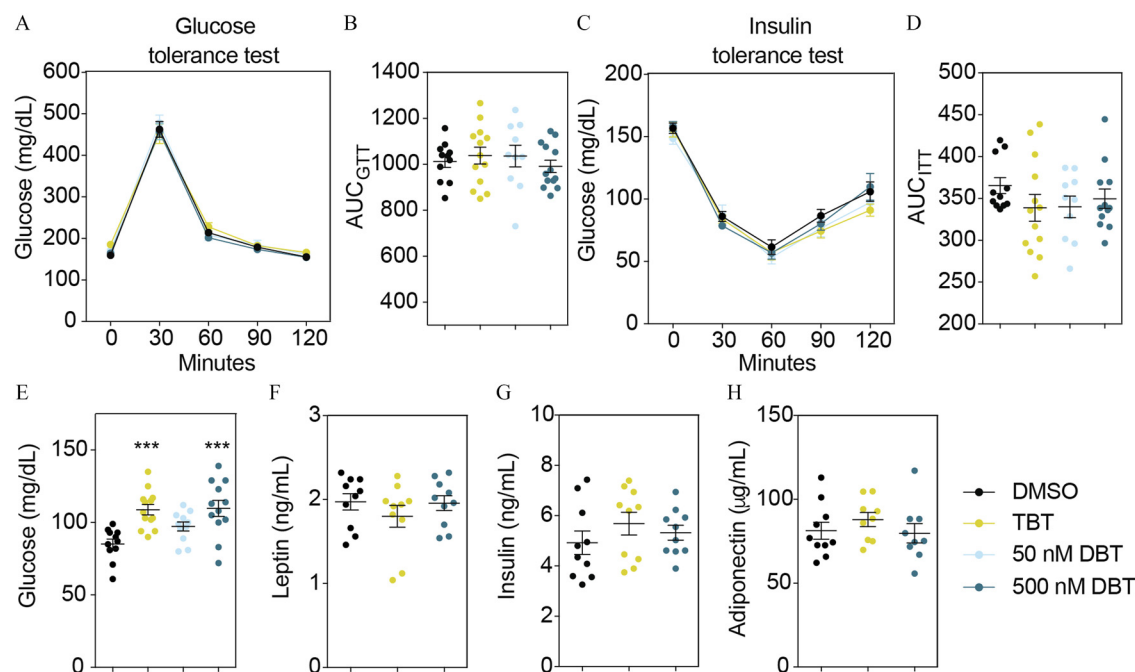 A
Glucose
tolerance test
Glucose (mg/dL)
600
500
400
300
200
100
0
0 30 60 90 120
Minutes
B
AUCGTT
1400
1200
1000
800
600
400
C
Insulin
tolerance test
Glucose (mg/dL)
200
150
100
50
0
0 30 60 90 120
Minutes
D
AUCITT
500
450
400
350
300
250
200
E
Glucose (mg/dL)
150
100
50
0
*** ***
F
Leptin (ng/mL)
3
2
1
0
G
Insulin (ng/mL)
10
8
6
4
2
0
H
Adiponectin (µg/mL)
150
100
50
0
DMSO
TBT
50 nM DBT
500 nM DBT